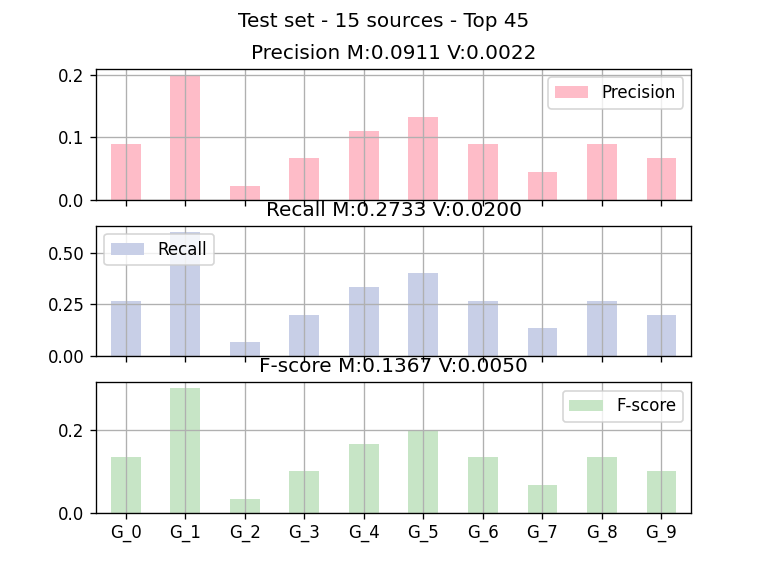 Test set - 15 sources - Top 45
Precision M:0.0911 V:0.0022
0.2
0.1
0.0
Precision
Recall M:0.2733 V:0.0200
0.50
0.25
0.00
Recall
F-score M:0.1367 V:0.0050
0.2
0.0
F-score
G_0 G_1 G_2 G_3 G_4 G_5 G_6 G_7 G_8 G_9